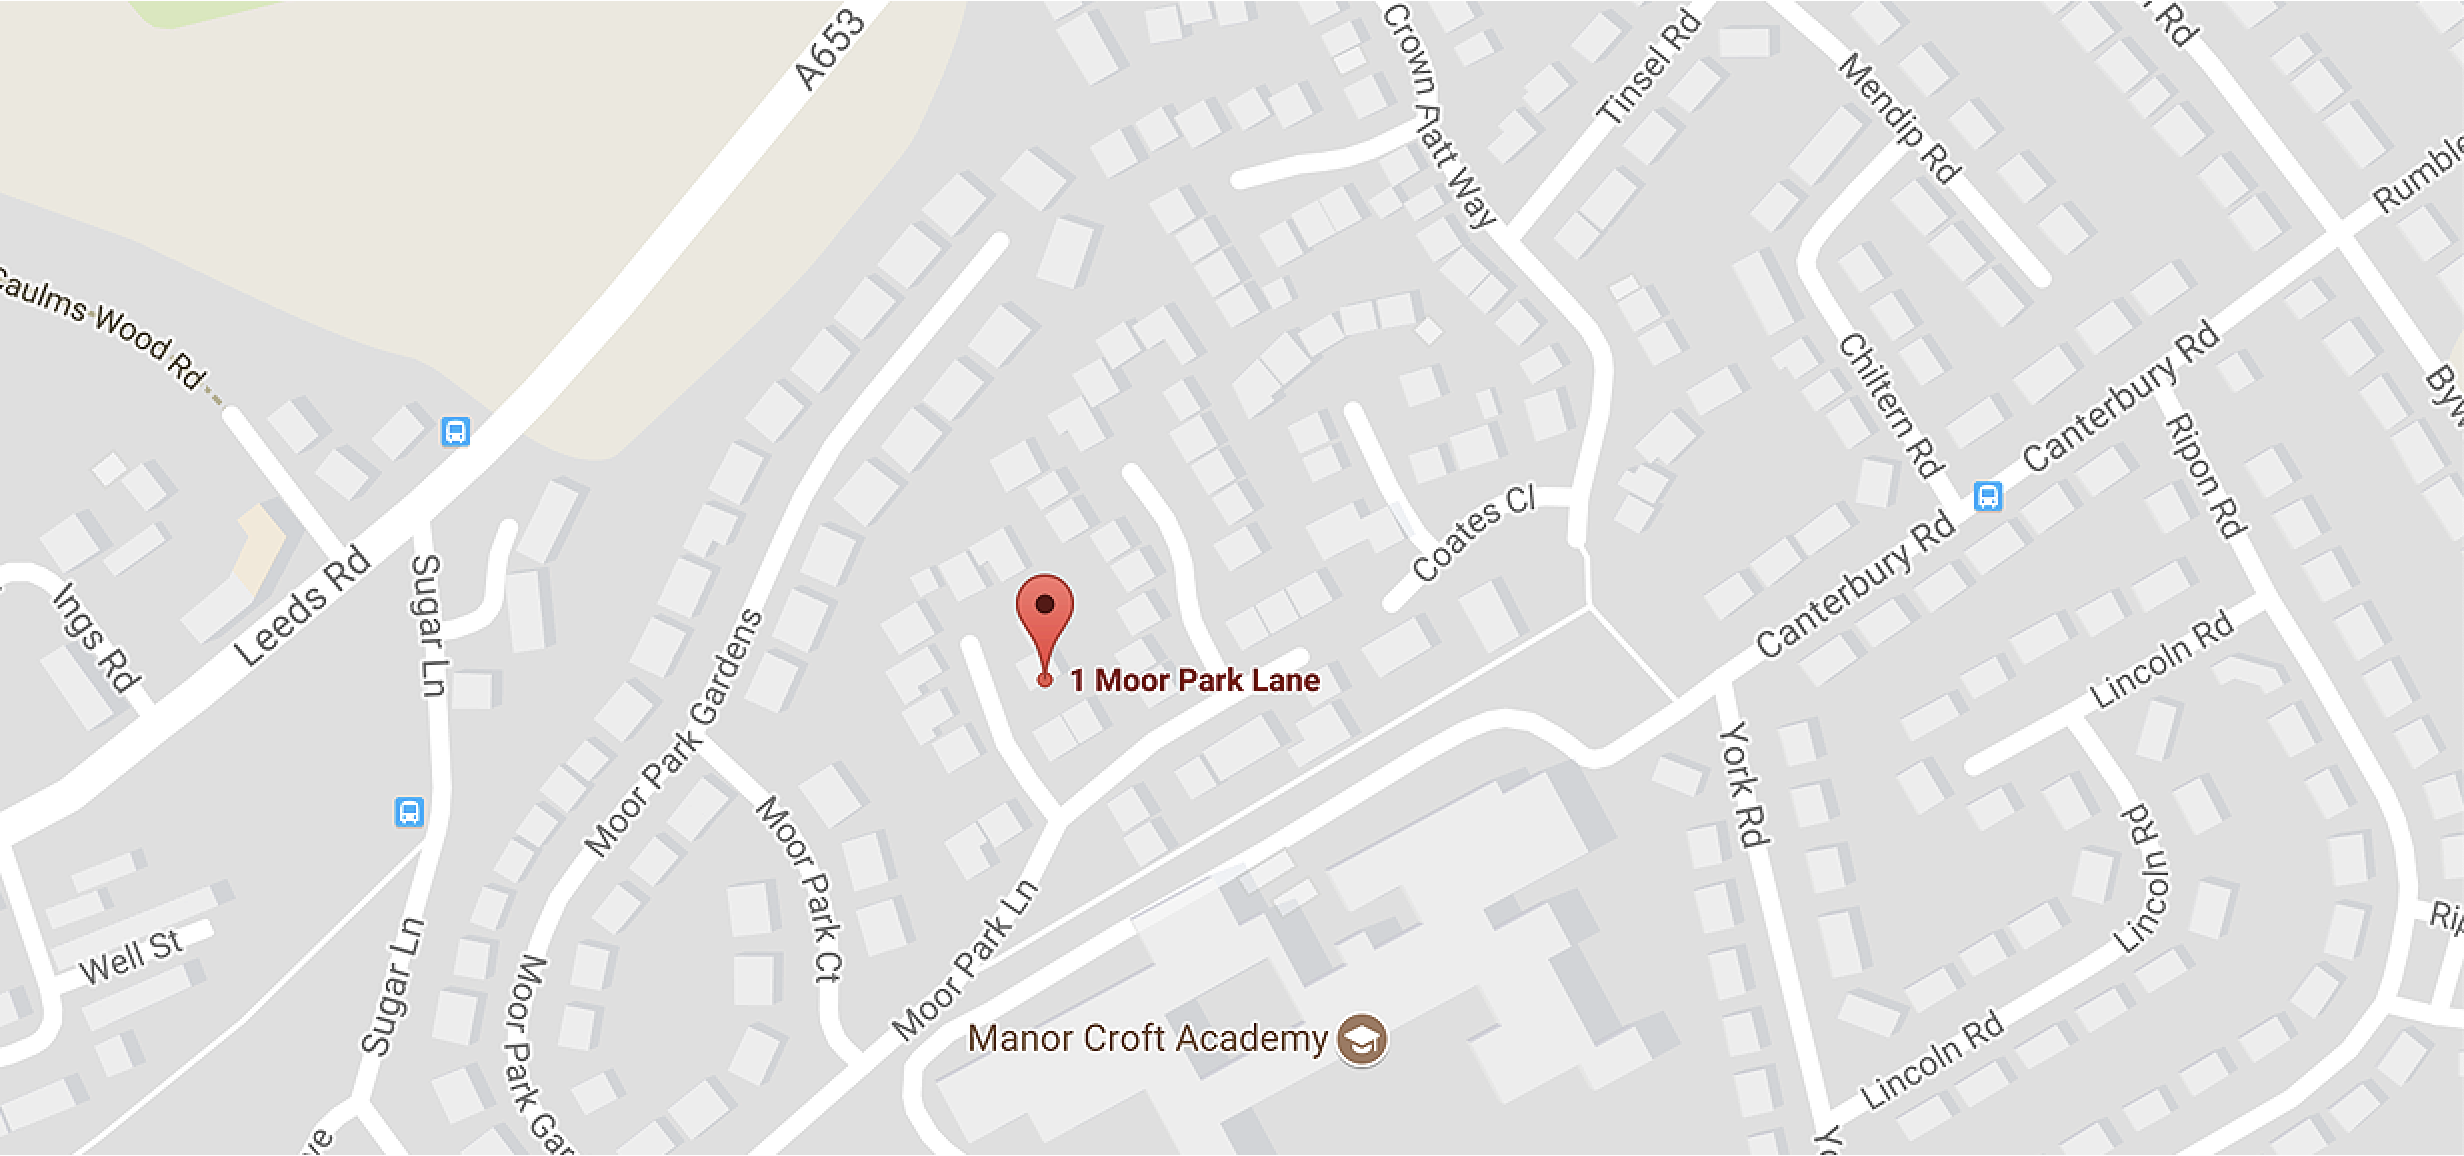 A653
Crown Flatt Way
Tinsel Rd
Mendip Rd
Rd
Caulms Wood Rd
Chiltern Rd
Canterbury Rd
Ripon Rd
Leeds Rd
Sugar Ln
Ings Rd
Coates Cl
Canterbury Rd
Lincoln Rd
1 Moor Park Lane
Moor Park Gardens
York Rd
Moor Park Ct
Lincoln Rd
Well St
Sugar Ln
Moor Park Ln
Manor Croft Academy
Moor Park Gar
Lincoln Rd